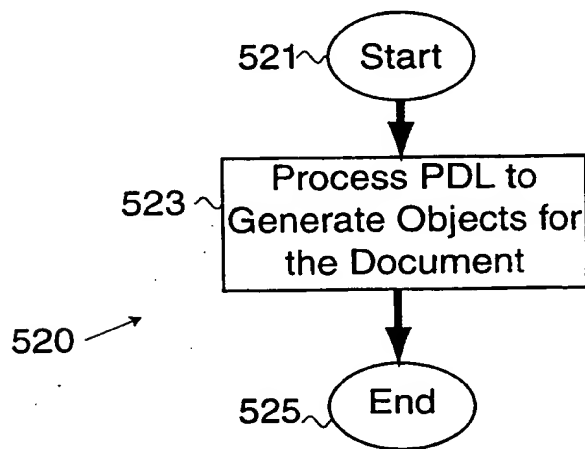 521 Start
523 Process PDL to
Generate Objects for
the Document
520
525 End